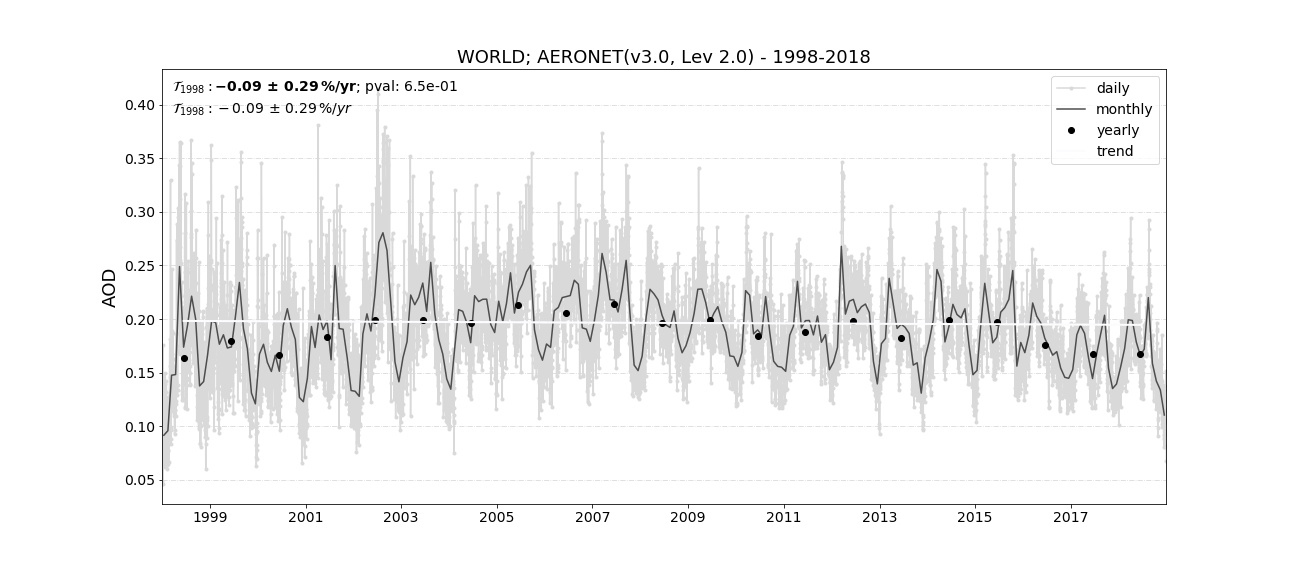 WORLD; AERONET(v3.0, Lev 2.0) - 1998-2018
𝒯1998 : −0.09 ± 0.29 %/yr; pval: 6.5e-01
𝒯1998 : −0.09 ± 0.29 %/yr
daily
monthly
yearly
trend
AOD
0.40
0.35
0.30
0.25
0.20
0.15
0.10
0.05
1999 2001 2003 2005 2007 2009 2011 2013 2015 2017